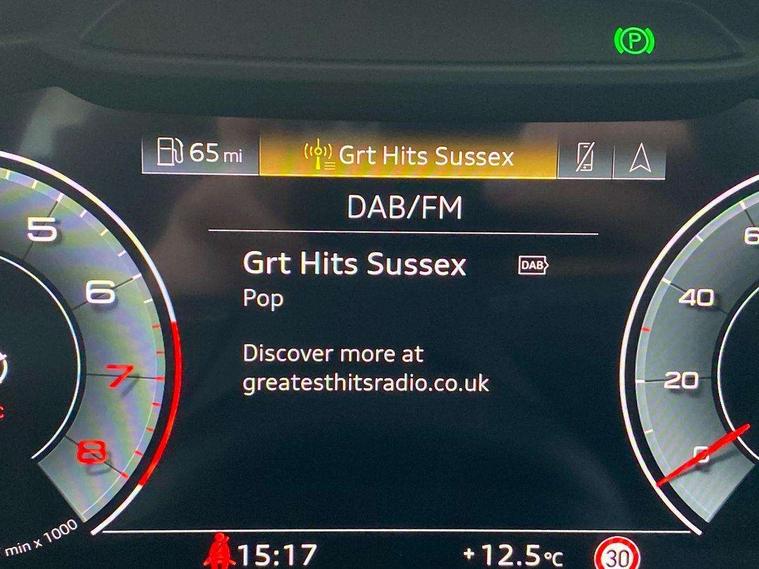 P
65 mi
Grt Hits Sussex
DAB/FM
Grt Hits Sussex
DAB
Pop
Discover more at
greatesthitsradio.co.uk
5
6
7
8
min x 1000
6
40
20
0
15:17
+12.5°C
30